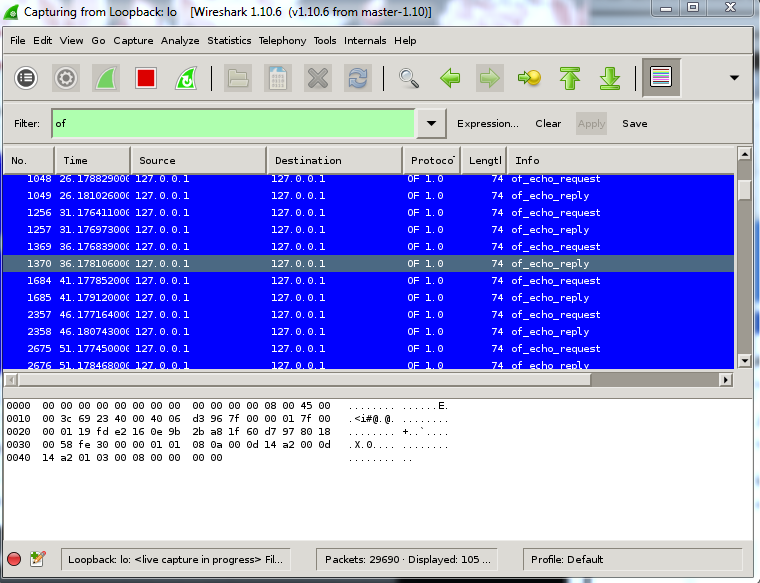 Capturing from Loopback: lo    [Wireshark 1.10.6  (v1.10.6 from master-1.10)]
File Edit View Go Capture Analyze Statistics Telephony Tools Internals Help
Filter: of Expression... Clear Apply Save
No. Time Source Destination Protoco Lengtl Info
1048 26.178829000 127.0.0.1 127.0.0.1 OF 1.0 74 of_echo_request
1049 26.181026000 127.0.0.1 127.0.0.1 OF 1.0 74 of_echo_reply
1256 31.176411000 127.0.0.1 127.0.0.1 OF 1.0 74 of_echo_request
1257 31.176973000 127.0.0.1 127.0.0.1 OF 1.0 74 of_echo_reply
1369 36.176839000 127.0.0.1 127.0.0.1 OF 1.0 74 of_echo_request
1370 36.178106000 127.0.0.1 127.0.0.1 OF 1.0 74 of_echo_reply
1684 41.177852000 127.0.0.1 127.0.0.1 OF 1.0 74 of_echo_request
1685 41.179120000 127.0.0.1 127.0.0.1 OF 1.0 74 of_echo_reply
2357 46.177164000 127.0.0.1 127.0.0.1 OF 1.0 74 of_echo_request
2358 46.180743000 127.0.0.1 127.0.0.1 OF 1.0 74 of_echo_reply
2675 51.177450000 127.0.0.1 127.0.0.1 OF 1.0 74 of_echo_request
2676 51.178468000 127.0.0.1 127.0.0.1 OF 1.0 74 of_echo_reply
0000  00 00 00 00 00 00 00 00  00 00 00 00 08 00 45 00   ........ ......E.
0010  00 3c 69 23 40 00 40 06  d3 96 7f 00 00 01 7f 00   .<i#@.@. ........
0020  00 01 19 fd e2 16 0e 9b  2b a8 1f 60 d7 97 80 18   ........ +..`....
0030  00 58 fe 30 00 00 01 01  08 0a 00 0d 14 a2 00 0d   .X.0.... ........
0040  14 a2 01 03 00 08 00 00  00 00   ........ ..
Loopback: lo: <live capture in progress> Fil... Packets: 29690 · Displayed: 105 ... Profile: Default